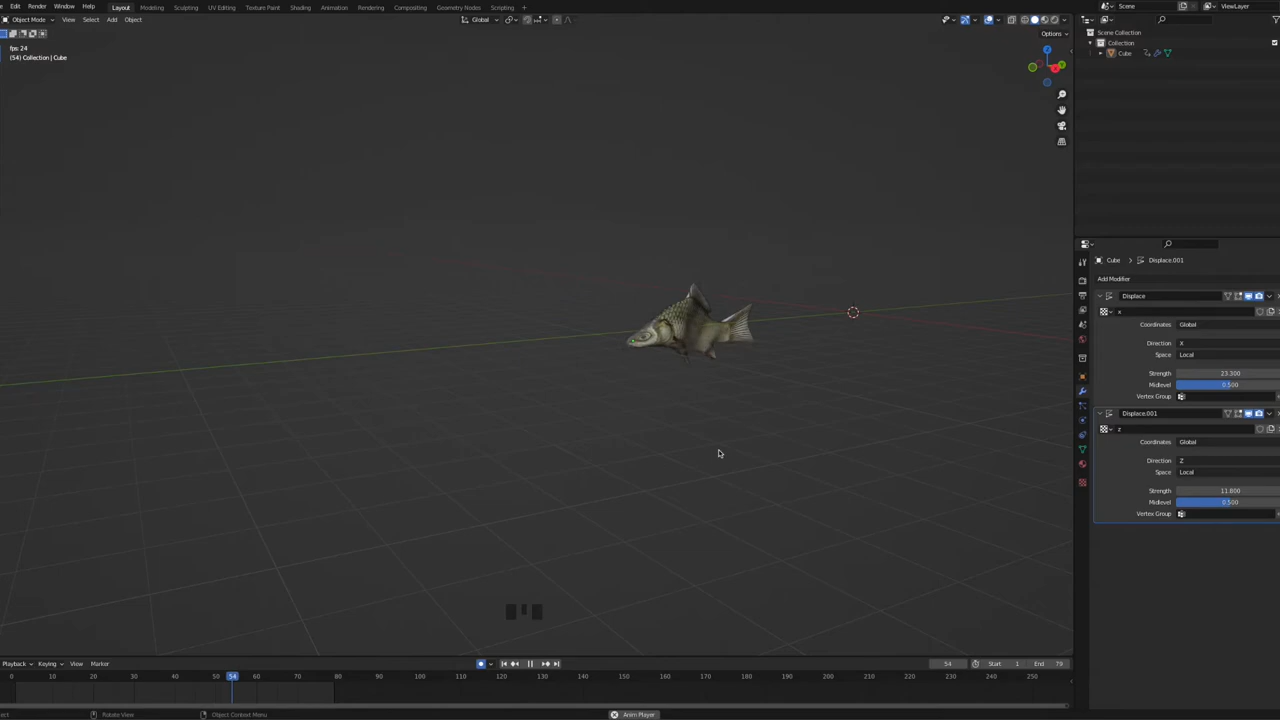 Edit Render Window Help Layout Modeling Sculpting UV Editing Texture Paint Shading Animation Rendering Compositing Geometry Nodes Scripting + Scene ViewLayer
Object Mode View Select Add Object Global
Options
fps: 24
(54) Collection | Cube
Scene Collection
Collection
Cube
Cube > Displace.001
Add Modifier
Displace
x
Coordinates Global
Direction X
Space Local
Strength 23.300
Midlevel 0.500
Vertex Group
Displace.001
z
Coordinates Global
Direction Z
Space Local
Strength 11.800
Midlevel 0.500
Vertex Group
Playback Keying View Marker 54 Start 1 End 79
0 10 20 30 40 50 54 60 70 80 90 100 110 120 130 140 150 160 170 180 190 200 210 220 230 240 250
Rotate View Object Context Menu Anim Player